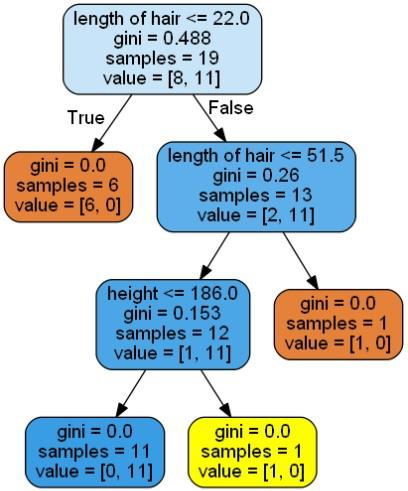 length of hair <= 22.0
gini = 0.488
samples = 19
value = [8, 11]
True
False
gini = 0.0
samples = 6
value = [6, 0]
length of hair <= 51.5
gini = 0.26
samples = 13
value = [2, 11]
height <= 186.0
gini = 0.153
samples = 12
value = [1, 11]
gini = 0.0
samples = 1
value = [1, 0]
gini = 0.0
samples = 11
value = [0, 11]
gini = 0.0
samples = 1
value = [1, 0]